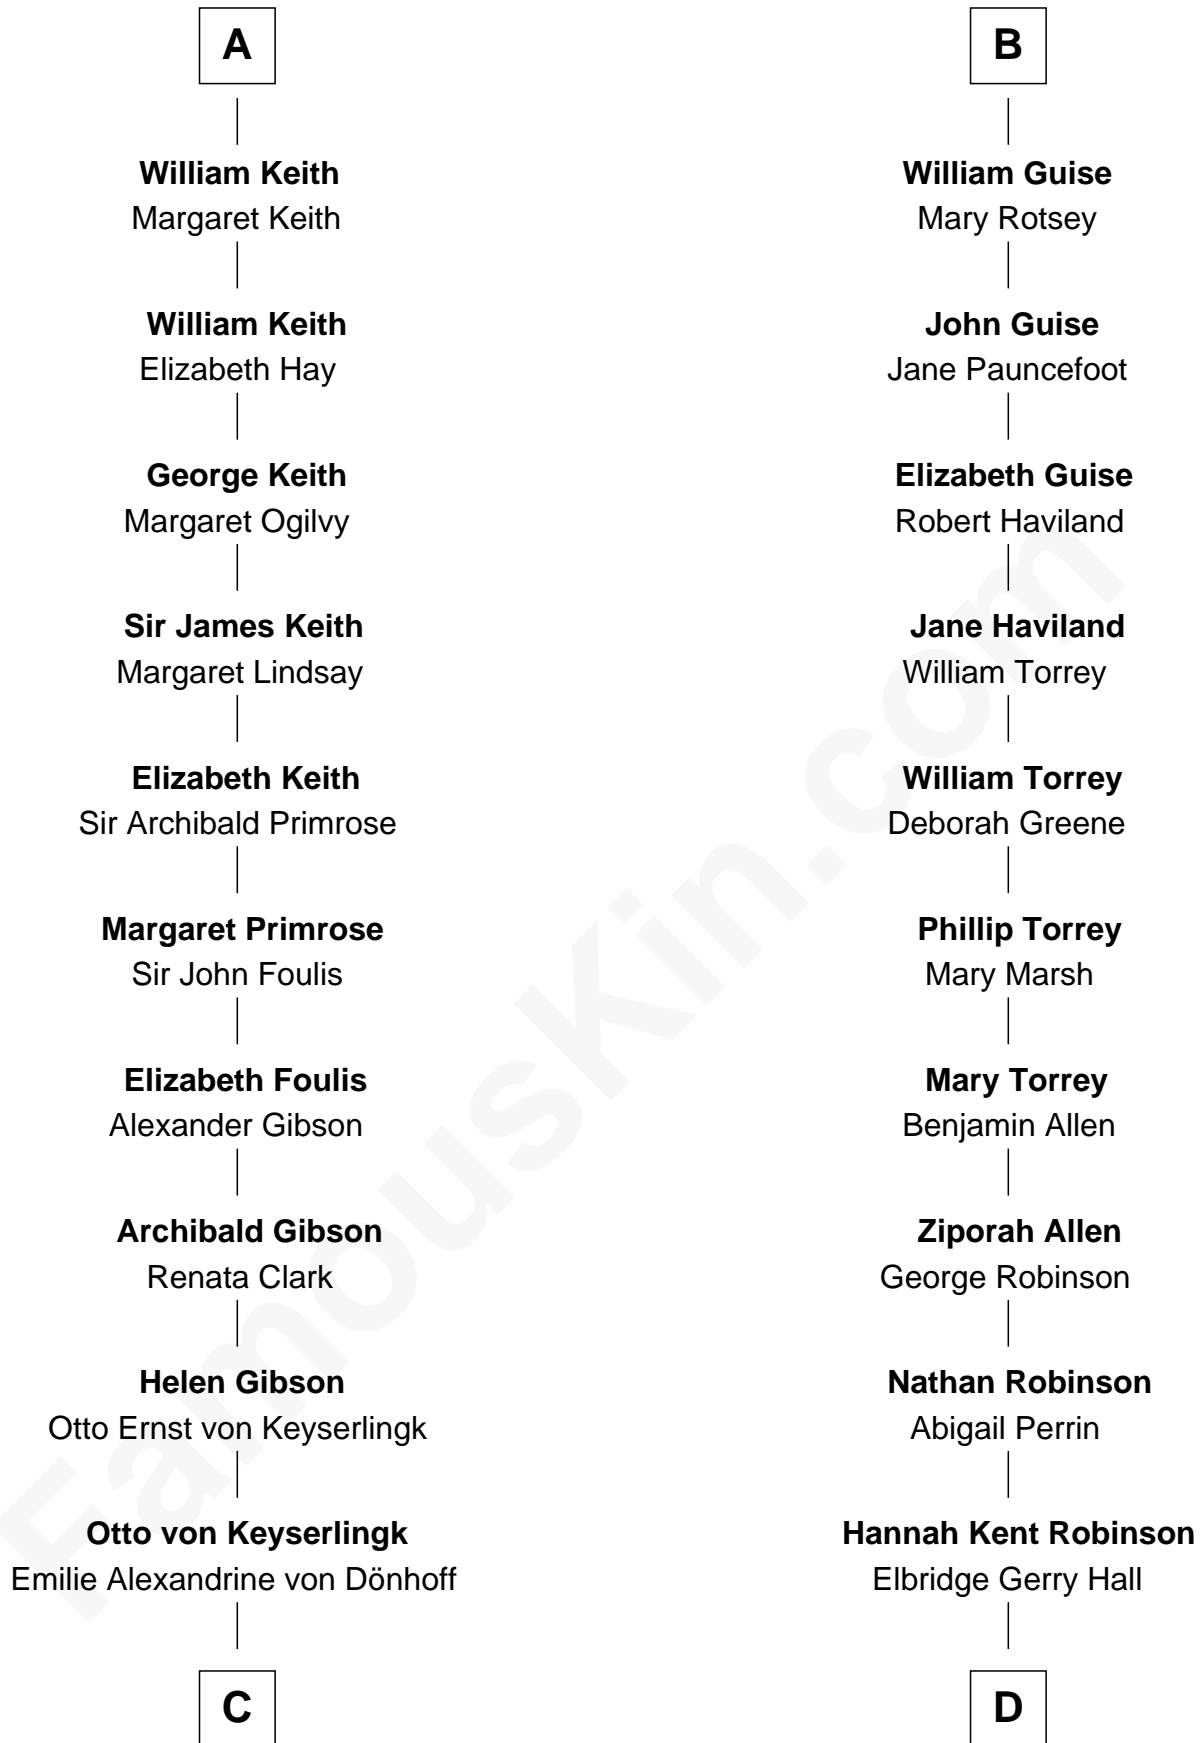 A
William Keith
Margaret Keith
William Keith
Elizabeth Hay
George Keith
Margaret Ogilvy
Sir James Keith
Margaret Lindsay
Elizabeth Keith
Sir Archibald Primrose
Margaret Primrose
Sir John Foulis
Elizabeth Foulis
Alexander Gibson
Archibald Gibson
Renata Clark
Helen Gibson
Otto Ernst von Keyserlingk
Otto von Keyserlingk
Emilie Alexandrine von Dönhoff
C
B
William Guise
Mary Rotsey
John Guise
Jane Pauncefoot
Elizabeth Guise
Robert Haviland
Jane Haviland
William Torrey
William Torrey
Deborah Greene
Phillip Torrey
Mary Marsh
Mary Torrey
Benjamin Allen
Ziporah Allen
George Robinson
Nathan Robinson
Abigail Perrin
Hannah Kent Robinson
Elbridge Gerry Hall
D
FamousKin.com